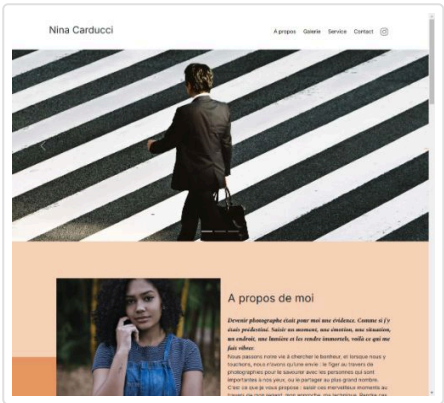 Nina Carducci
A propos Galerie Service Contact
A propos de moi
Devenir photographe était pour moi une évidence. Comme si j'y
étais prédestiné. Saisir un moment, une émotion, une situation,
un endroit, une lumière et les rendre immortels, voilà ce qui me
fait vibrer.
Nous passons notre vie à chercher le bonheur, et lorsque nous y
touchons, nous n'avons qu'une envie : le figer au travers de
photographies pour le savourer avec les personnes qui sont
importantes à nos yeux, ou le partager au plus grand nombre.
C'est ce que je vous propose : saisir ces merveilleux moments au